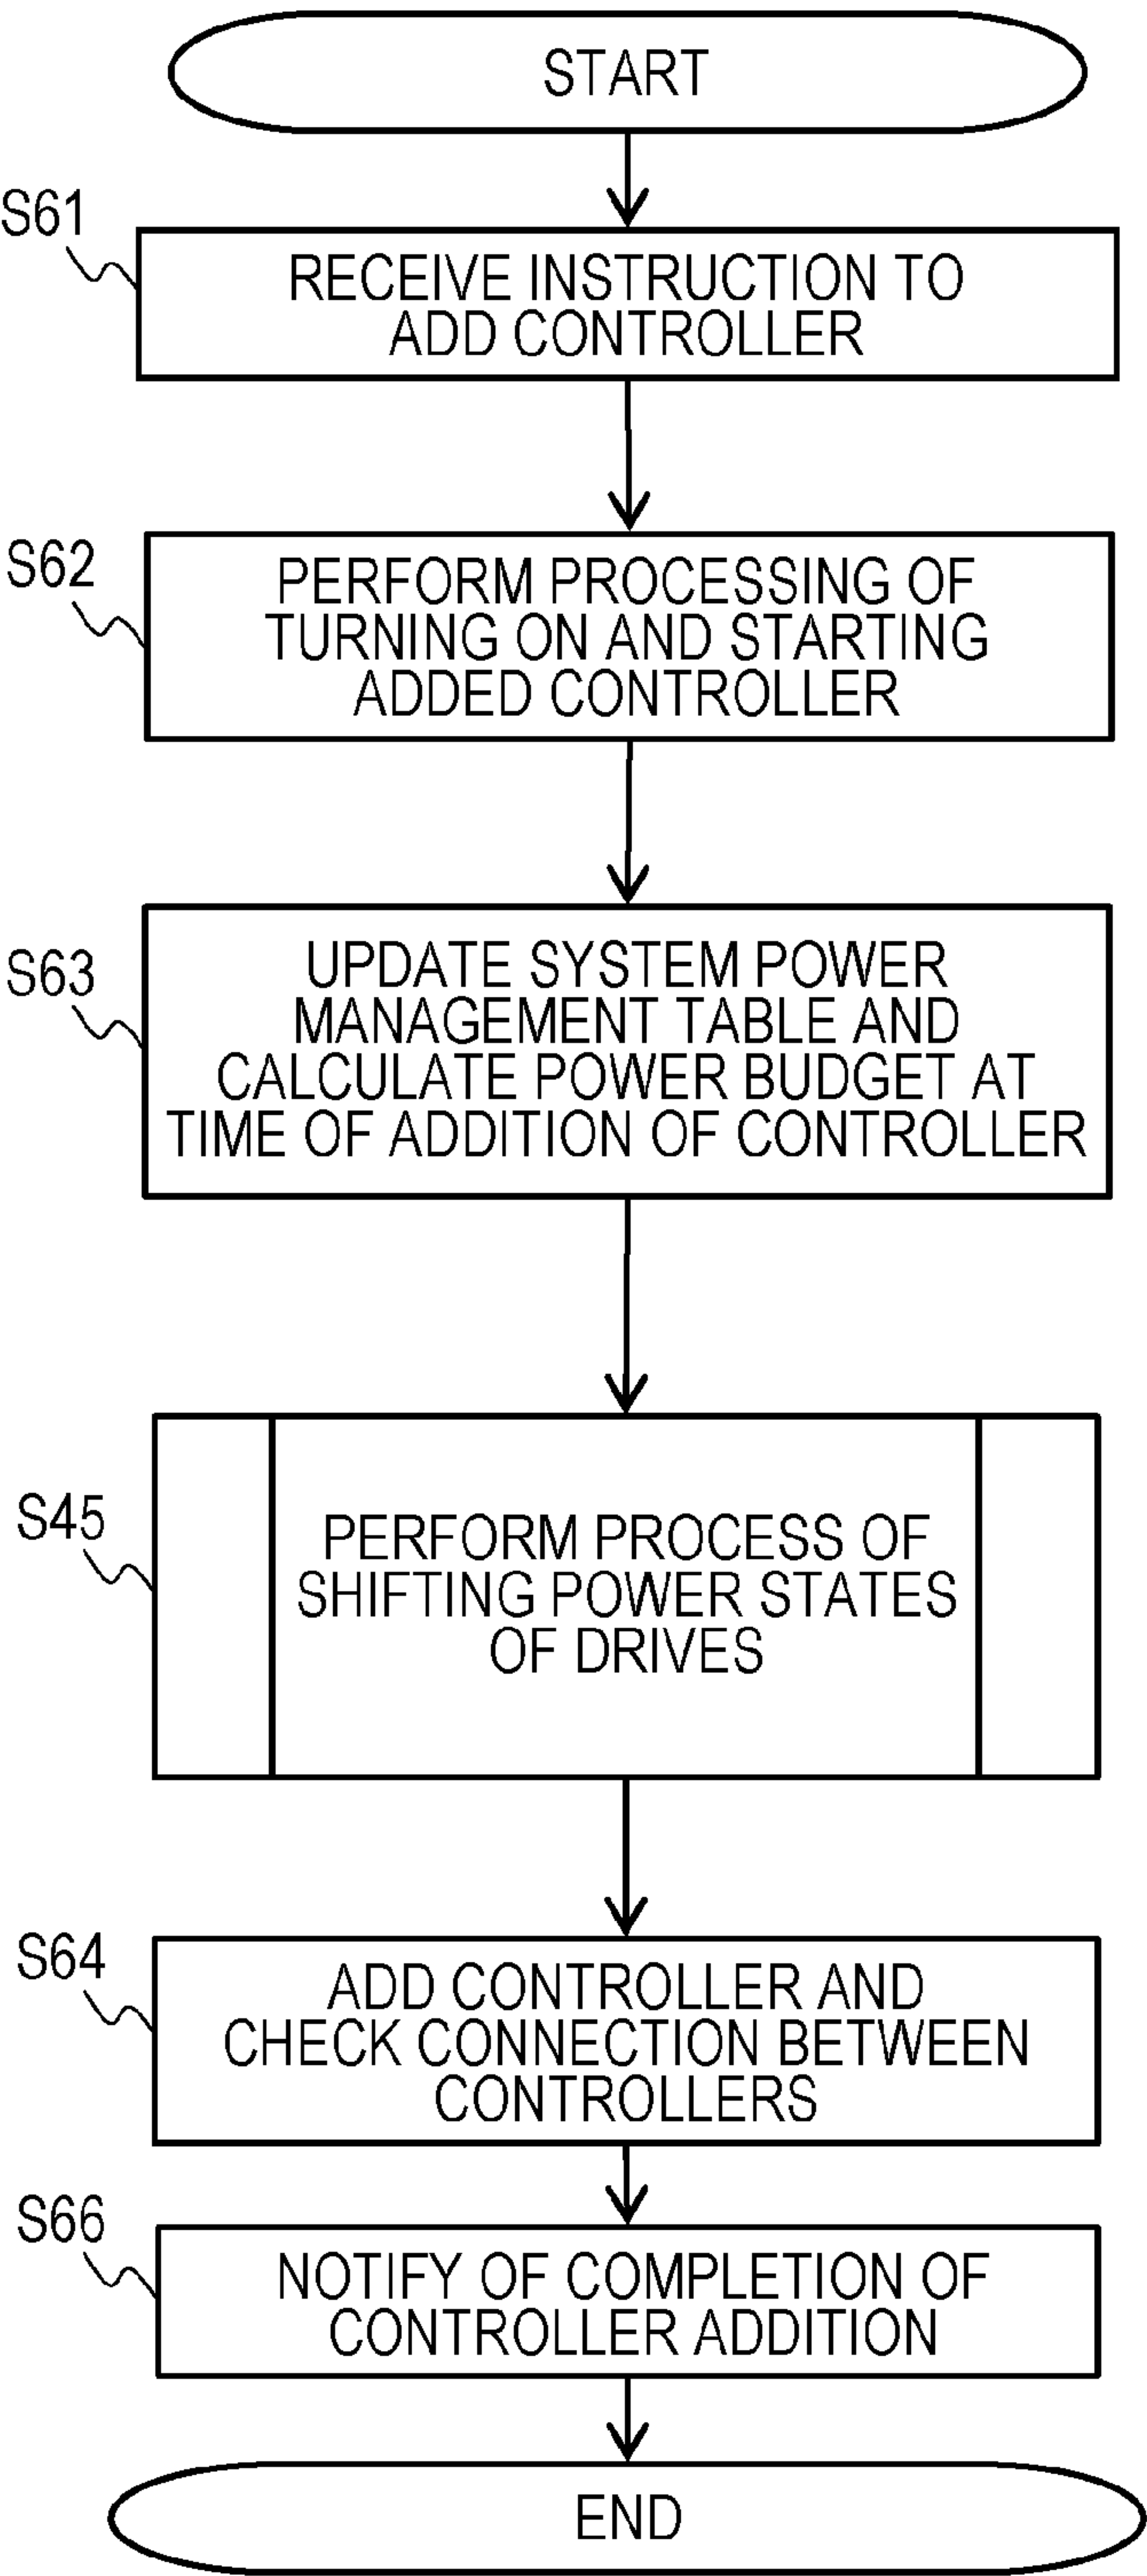 START
S61
RECEIVE INSTRUCTION TO
ADD CONTROLLER
S62
PERFORM PROCESSING OF
TURNING ON AND STARTING
ADDED CONTROLLER
S63
UPDATE SYSTEM POWER
MANAGEMENT TABLE AND
CALCULATE POWER BUDGET AT
TIME OF ADDITION OF CONTROLLER
S45
PERFORM PROCESS OF
SHIFTING POWER STATES
OF DRIVES
S64
ADD CONTROLLER AND
CHECK CONNECTION BETWEEN
CONTROLLERS
S66
NOTIFY OF COMPLETION OF
CONTROLLER ADDITION
END